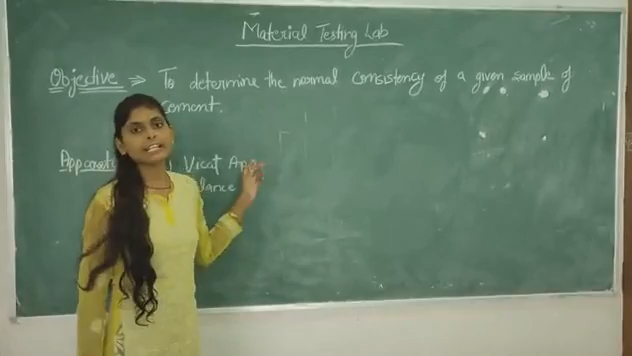 Material Testing Lab
Objective ⇒ To determine the normal consistency of a given sample of
cement.
Vicat